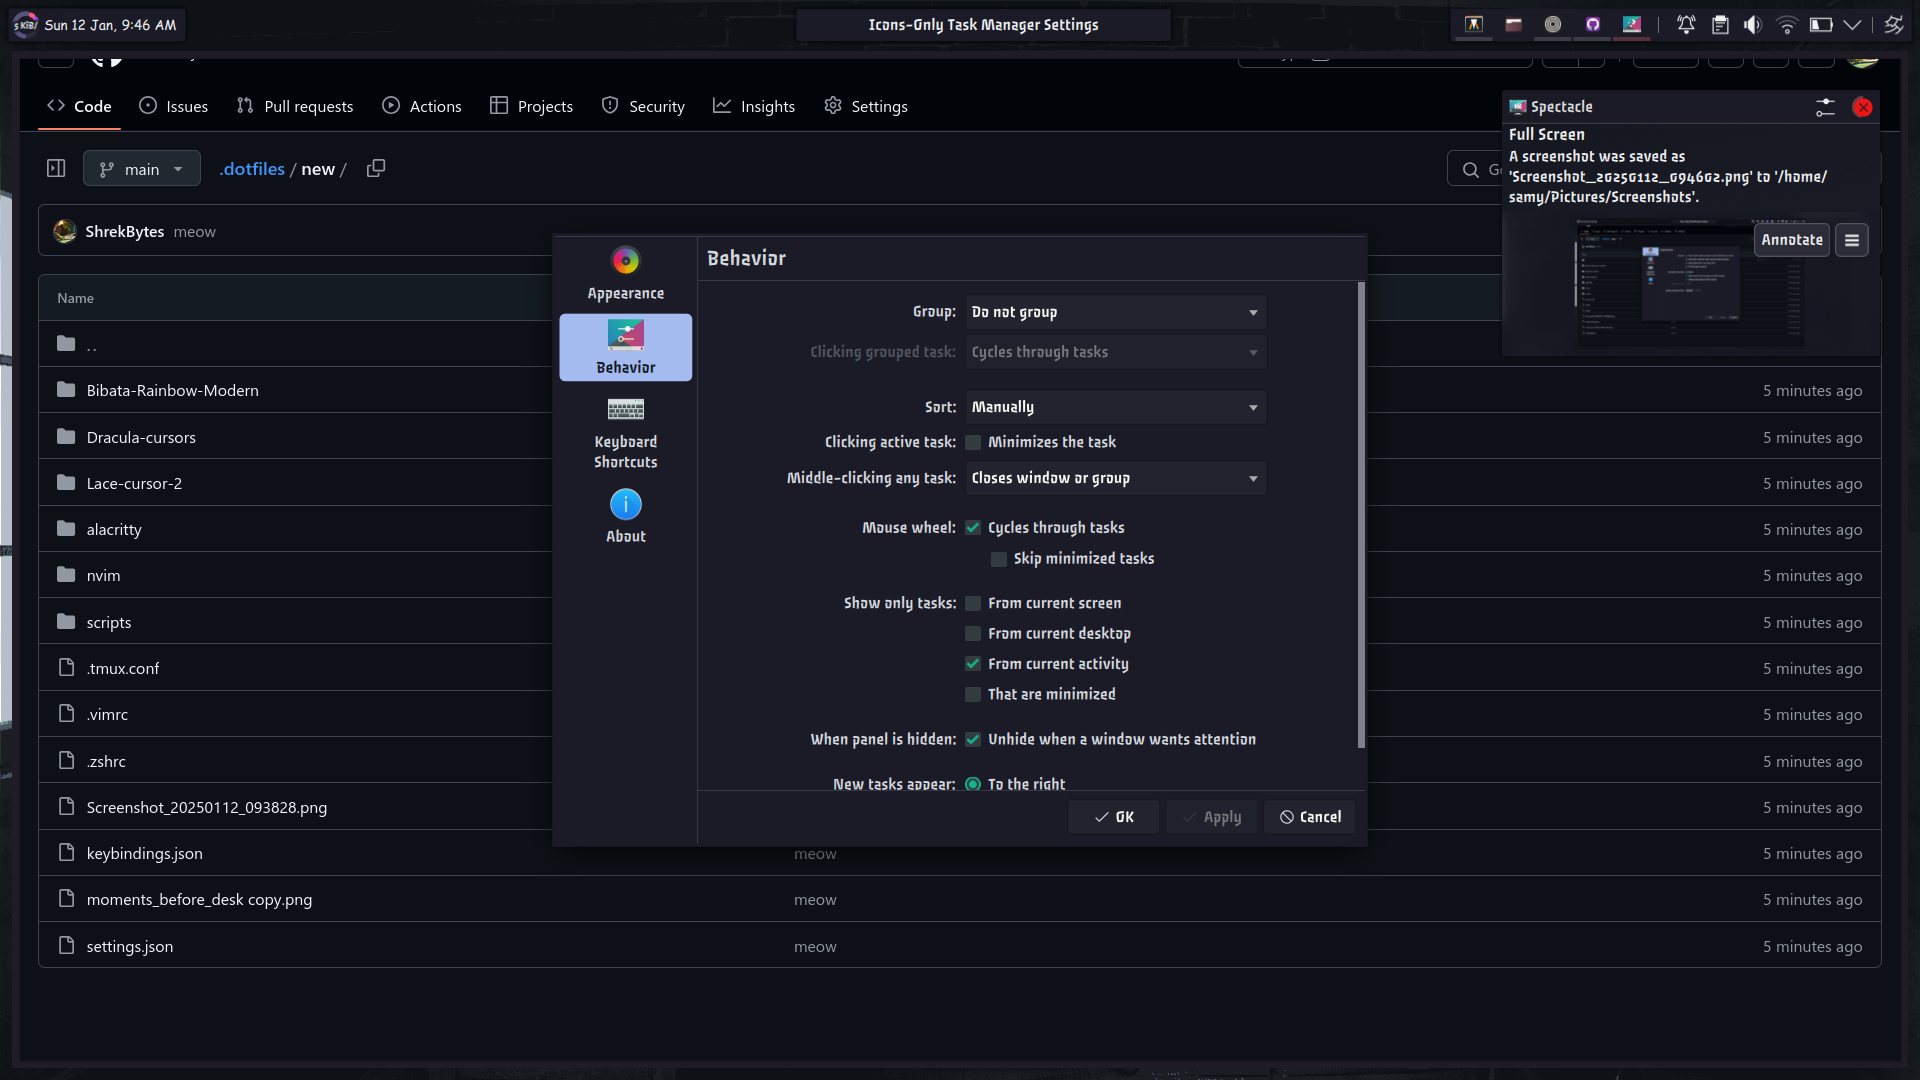 Sun 12 Jan, 9:46 AM
Icons-Only Task Manager Settings
Code
Issues
Pull requests
Actions
Projects
Security
Insights
Settings
main
.dotfiles / new /
ShrekBytes meow
Name
..
Bibata-Rainbow-Modern
5 minutes ago
Dracula-cursors
5 minutes ago
Lace-cursor-2
5 minutes ago
alacritty
5 minutes ago
nvim
5 minutes ago
scripts
5 minutes ago
.tmux.conf
5 minutes ago
.vimrc
5 minutes ago
.zshrc
5 minutes ago
Screenshot_20250112_093828.png
5 minutes ago
keybindings.json
meow
5 minutes ago
moments_before_desk copy.png
meow
5 minutes ago
settings.json
meow
5 minutes ago
Appearance
Behavior
Keyboard
Shortcuts
About
Behavior
Group: Do not group
Clicking grouped task: Cycles through tasks
Sort: Manually
Clicking active task: Minimizes the task
Middle-clicking any task: Closes window or group
Mouse wheel: Cycles through tasks
Skip minimized tasks
Show only tasks: From current screen
From current desktop
From current activity
That are minimized
When panel is hidden: Unhide when a window wants attention
New tasks appear: To the right
OK
Apply
Cancel
Spectacle
Full Screen
A screenshot was saved as
'Screenshot_20250112_094602.png' to '/home/
samy/Pictures/Screenshots'.
Annotate